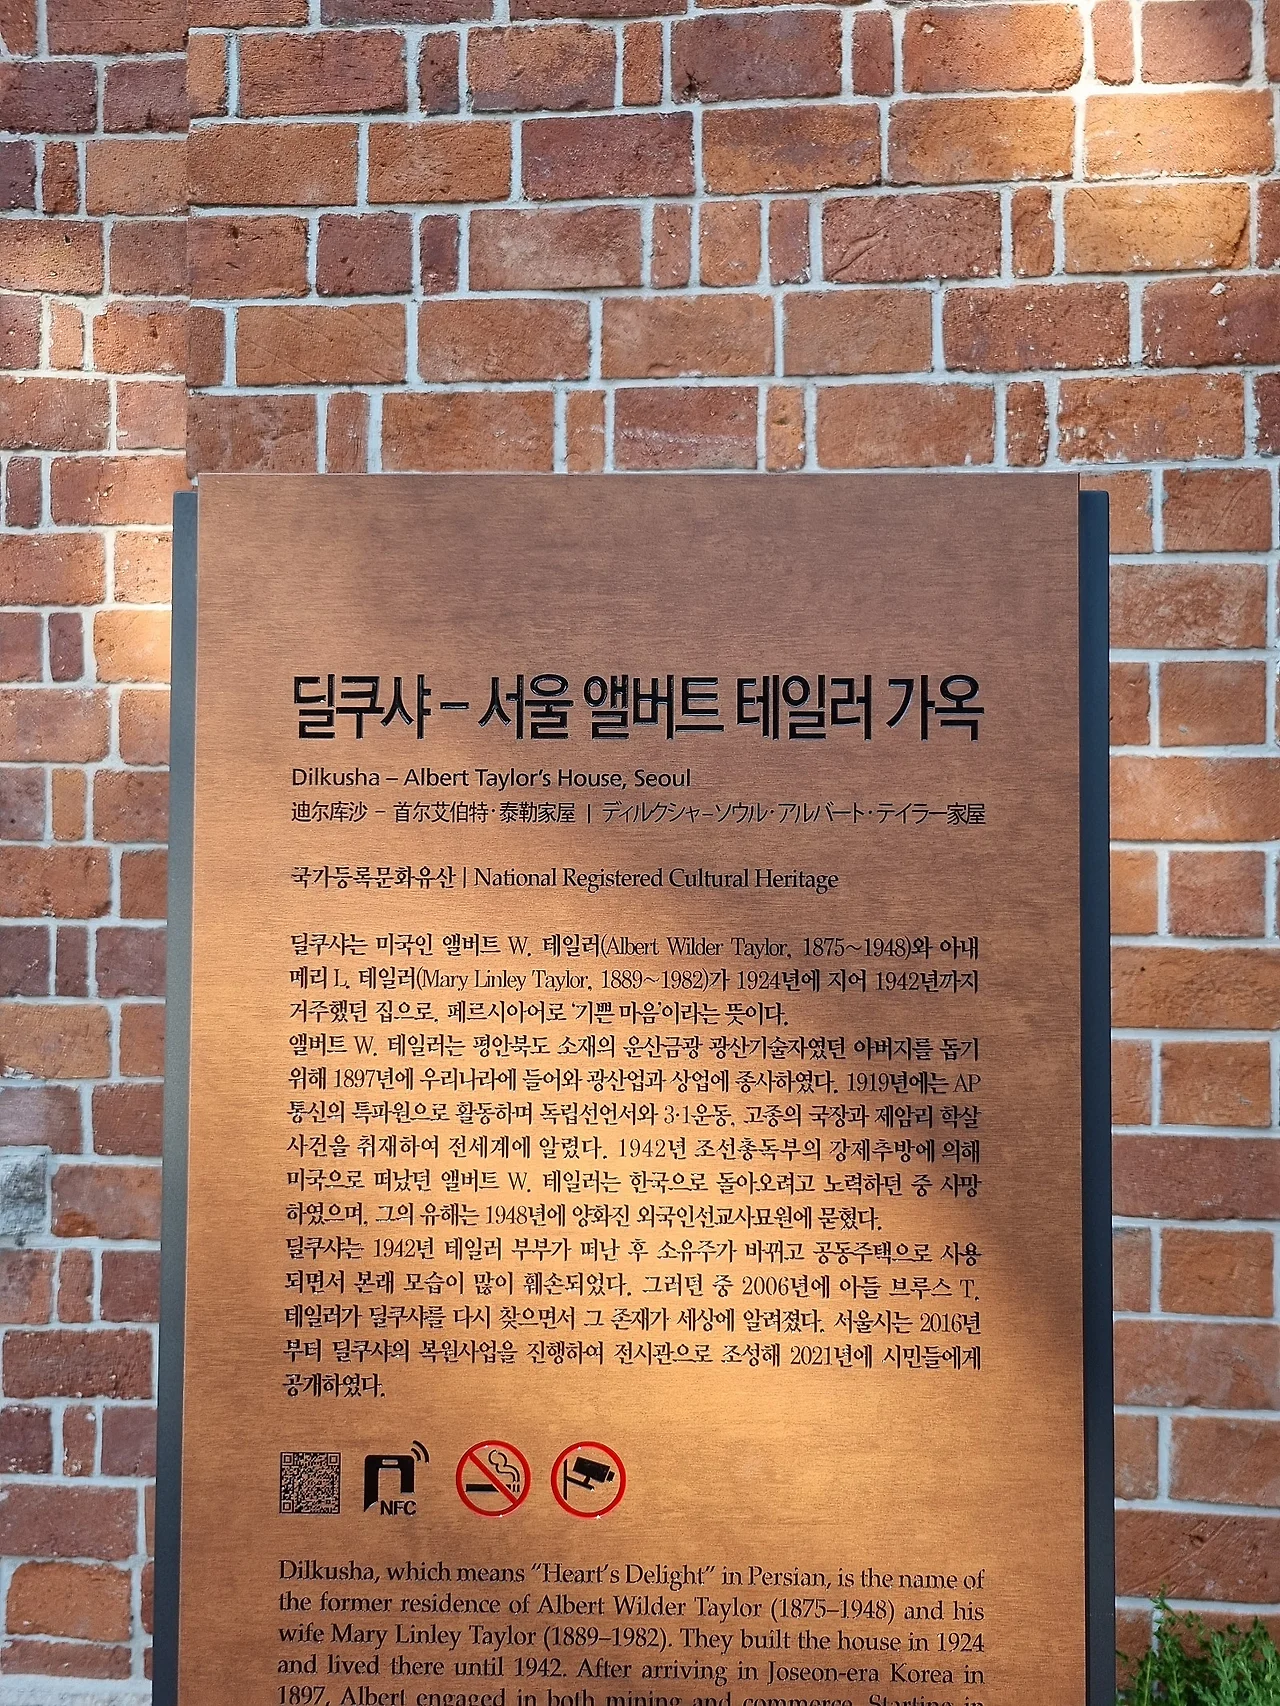 딜쿠샤 – 서울 앨버트 테일러 가옥
Dilkusha – Albert Taylor's House, Seoul
迪尔库沙 – 首尔艾伯特·泰勒家屋 | ディルクシャーソウル·アルバート·テイラー家屋
국가등록문화유산 | National Registered Cultural Heritage
딜쿠샤는 미국인 앨버트 W. 테일러(Albert Wilder Taylor, 1875~1948)와 아내
메리 L. 테일러(Mary Linley Taylor, 1889~1982)가 1924년에 지어 1942년까지
거주했던 집으로, 페르시아어로 '기쁜 마음'이라는 뜻이다.
앨버트 W. 테일러는 평안북도 소재의 운산금광 광산기술자였던 아버지를 돕기
위해 1897년에 우리나라에 들어와 광산업과 상업에 종사하였다. 1919년에는 AP
통신의 특파원으로 활동하며 독립선언서와 3·1운동, 고종의 국장과 제암리 학살
사건을 취재하여 전세계에 알렸다. 1942년 조선총독부의 강제추방에 의해
미국으로 떠났던 앨버트 W. 테일러는 한국으로 돌아오려고 노력하던 중 사망
하였으며, 그의 유해는 1948년에 양화진 외국인선교사묘원에 묻혔다.
딜쿠샤는 1942년 테일러 부부가 떠난 후 소유주가 바뀌고 공동주택으로 사용
되면서 본래 모습이 많이 훼손되었다. 그러던 중 2006년에 아들 브루스 T.
테일러가 딜쿠샤를 다시 찾으면서 그 존재가 세상에 알려졌다. 서울시는 2016년
부터 딜쿠샤의 복원사업을 진행하여 전시관으로 조성해 2021년에 시민들에게
공개하였다.
NFC
Dilkusha, which means "Heart's Delight" in Persian, is the name of
the former residence of Albert Wilder Taylor (1875–1948) and his
wife Mary Linley Taylor (1889–1982). They built the house in 1924
and lived there until 1942. After arriving in Joseon-era Korea in
1897, Albert engaged in both mining and commerce. Starting in